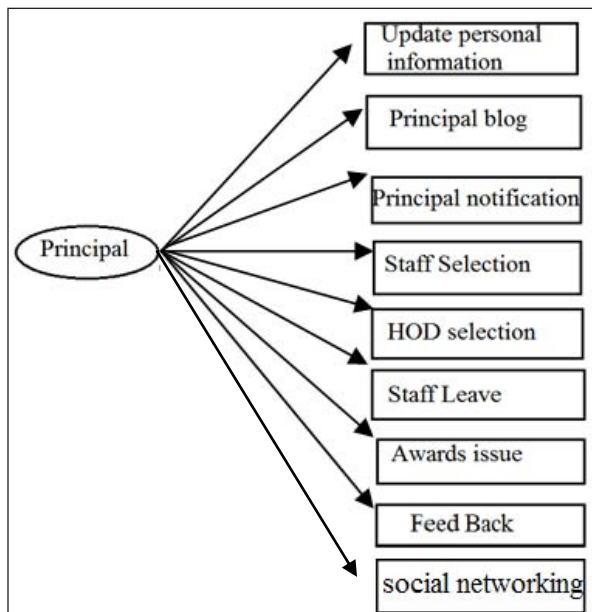 Update personal
information
Principal blog
Principal notification
Principal
Staff Selection
HOD selection
Staff Leave
Awards issue
Feed Back
social networking